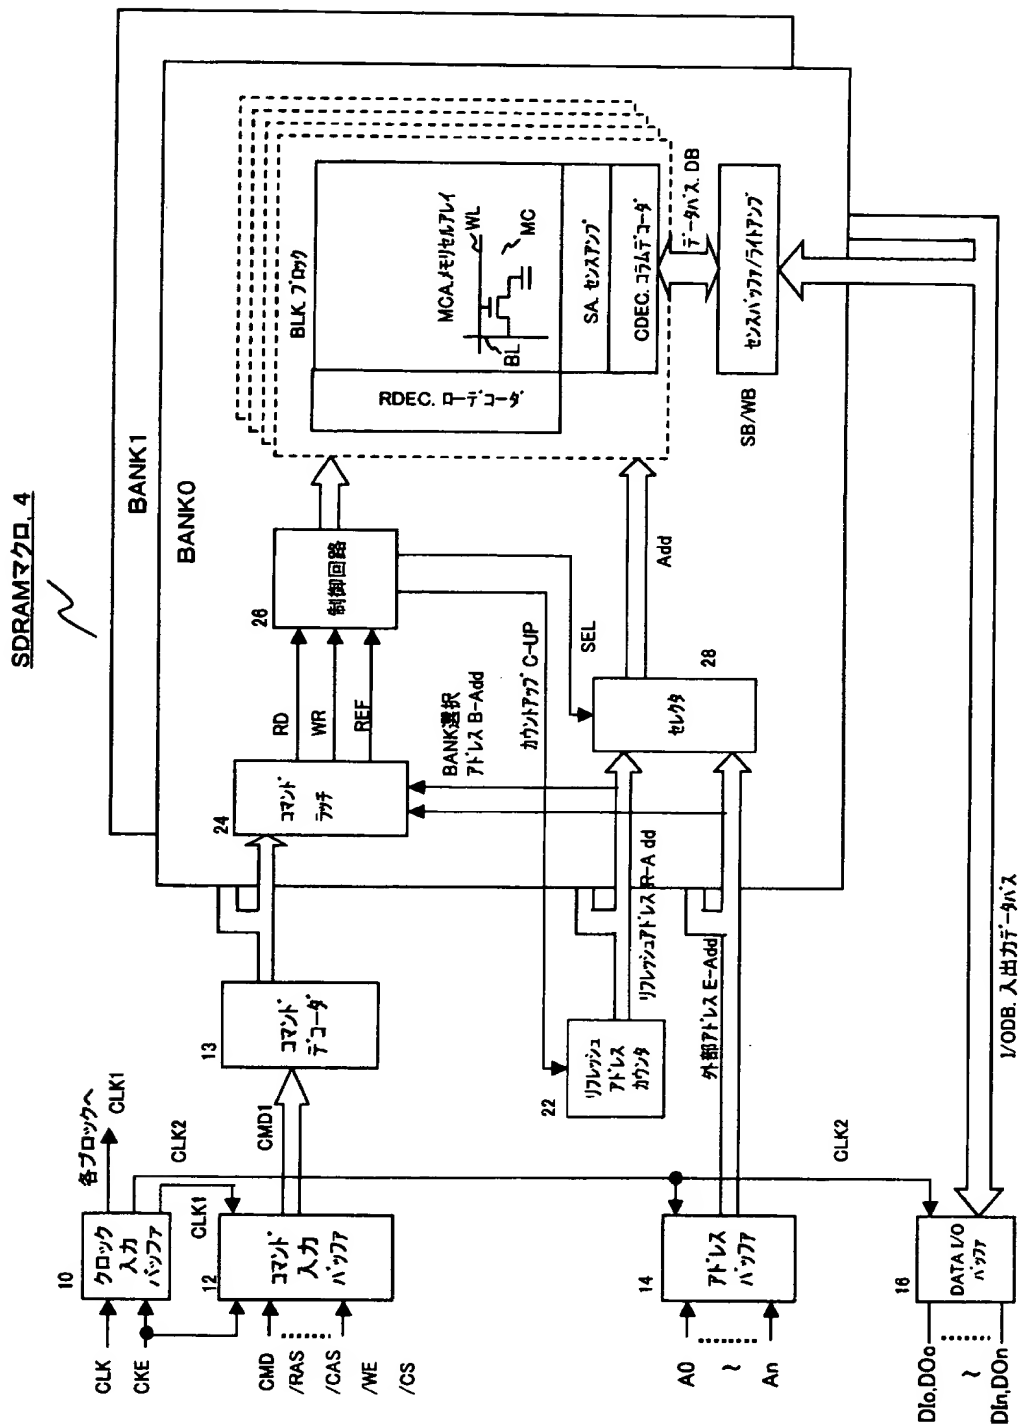 SDRAMマクロ. 4
BANK1
BANK0
BLK. ブロック
MCA.メモリセルアレイ
WL
MC
BL
RDEC. ローデコーダ
SA. センスアンプ
CDEC. コラムデコーダ
データバス. DB
センスバッファ/ライトアンプ
SB/WB
26
制御回路
RD
WR
REF
24
コマンド
ラッチ
BANK選択
アドレス B-Add
カウントアップ C-UP
SEL
Add
28
セレクタ
13
コマンド
デコーダ
CMD1
22
リフレッシュ
アドレス
カウンタ
リフレッシュアドレス R-A dd
外部アドレス E-Add
各ブロックへ
CLK1
CLK2
CLK1
CLK2
10
クロック
入力
バッファ
12
コマンド
入力
バッファ
14
アドレス
バッファ
16
DATA I/O
バッファ
I/ODB. 入出力データバス
CLK
CKE
CMD
/RAS
/CAS
/WE
/CS
A0
~
An
DIo,DOo
~
DIn,DOn